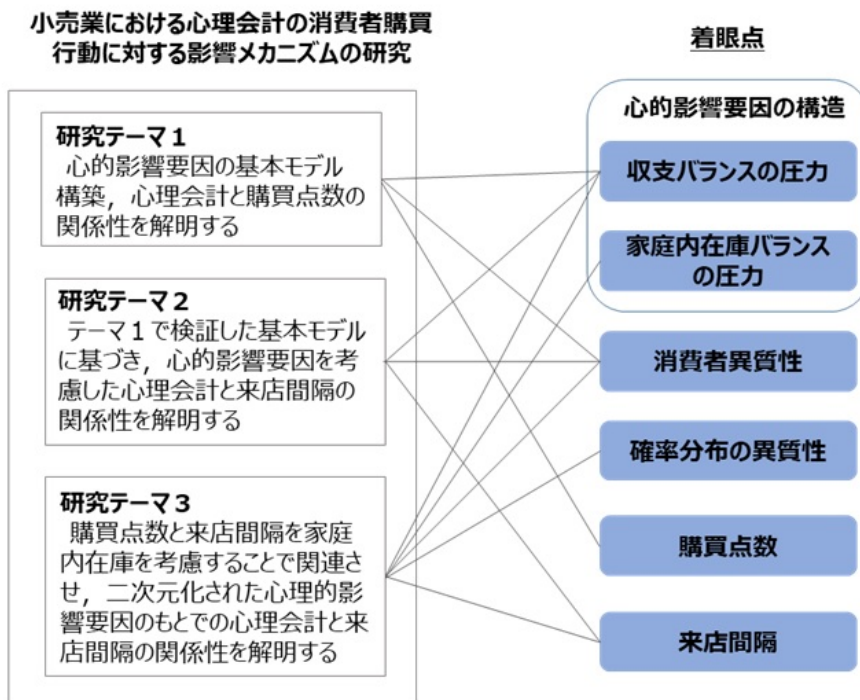 小売業における心理会計の消費者購買
行動に対する影響メカニズムの研究
研究テーマ1
心的影響要因の基本モデル
構築，心理会計と購買点数の
関係性を解明する
研究テーマ2
テーマ1で検証した基本モデル
に基づき，心的影響要因を考
慮した心理会計と来店間隔の
関係性を解明する
研究テーマ3
購買点数と来店間隔を家庭
内在庫を考慮することで関連さ
せ，二次元化された心理的影
響要因のもとでの心理会計と来
店間隔の関係性を解明する
着眼点
心的影響要因の構造
収支バランスの圧力
家庭内在庫バランス
の圧力
消費者異質性
確率分布の異質性
購買点数
来店間隔